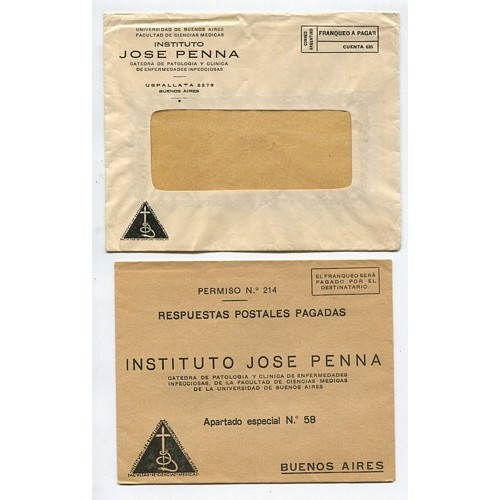 UNIVERSIDAD DE BUENOS AIRES
FACULTAD DE CIENCIAS MEDICAS
INSTITUTO
JOSE PENNA
CATEDRA DE PATOLOGIA Y CLINICA
DE ENFERMEDADES INFECCIOSAS
USPALLATA 2276
BUENOS AIRES
CORREO
ARGENTINO
FRANQUEO A PAGAR
CUENTA 635
PERMISO N.º 214
EL FRANQUEO SERÁ
PAGADO POR EL
DESTINATARIO.
RESPUESTAS POSTALES PAGADAS
INSTITUTO JOSE PENNA
CATEDRA DE PATOLOGIA Y CLINICA DE ENFERMEDADES
INFECCIOSAS, DE LA FACULTAD DE CIENCIAS MEDICAS
DE LA UNIVERSIDAD DE BUENOS AIRES
Apartado especial N.º 58
BUENOS AIRES